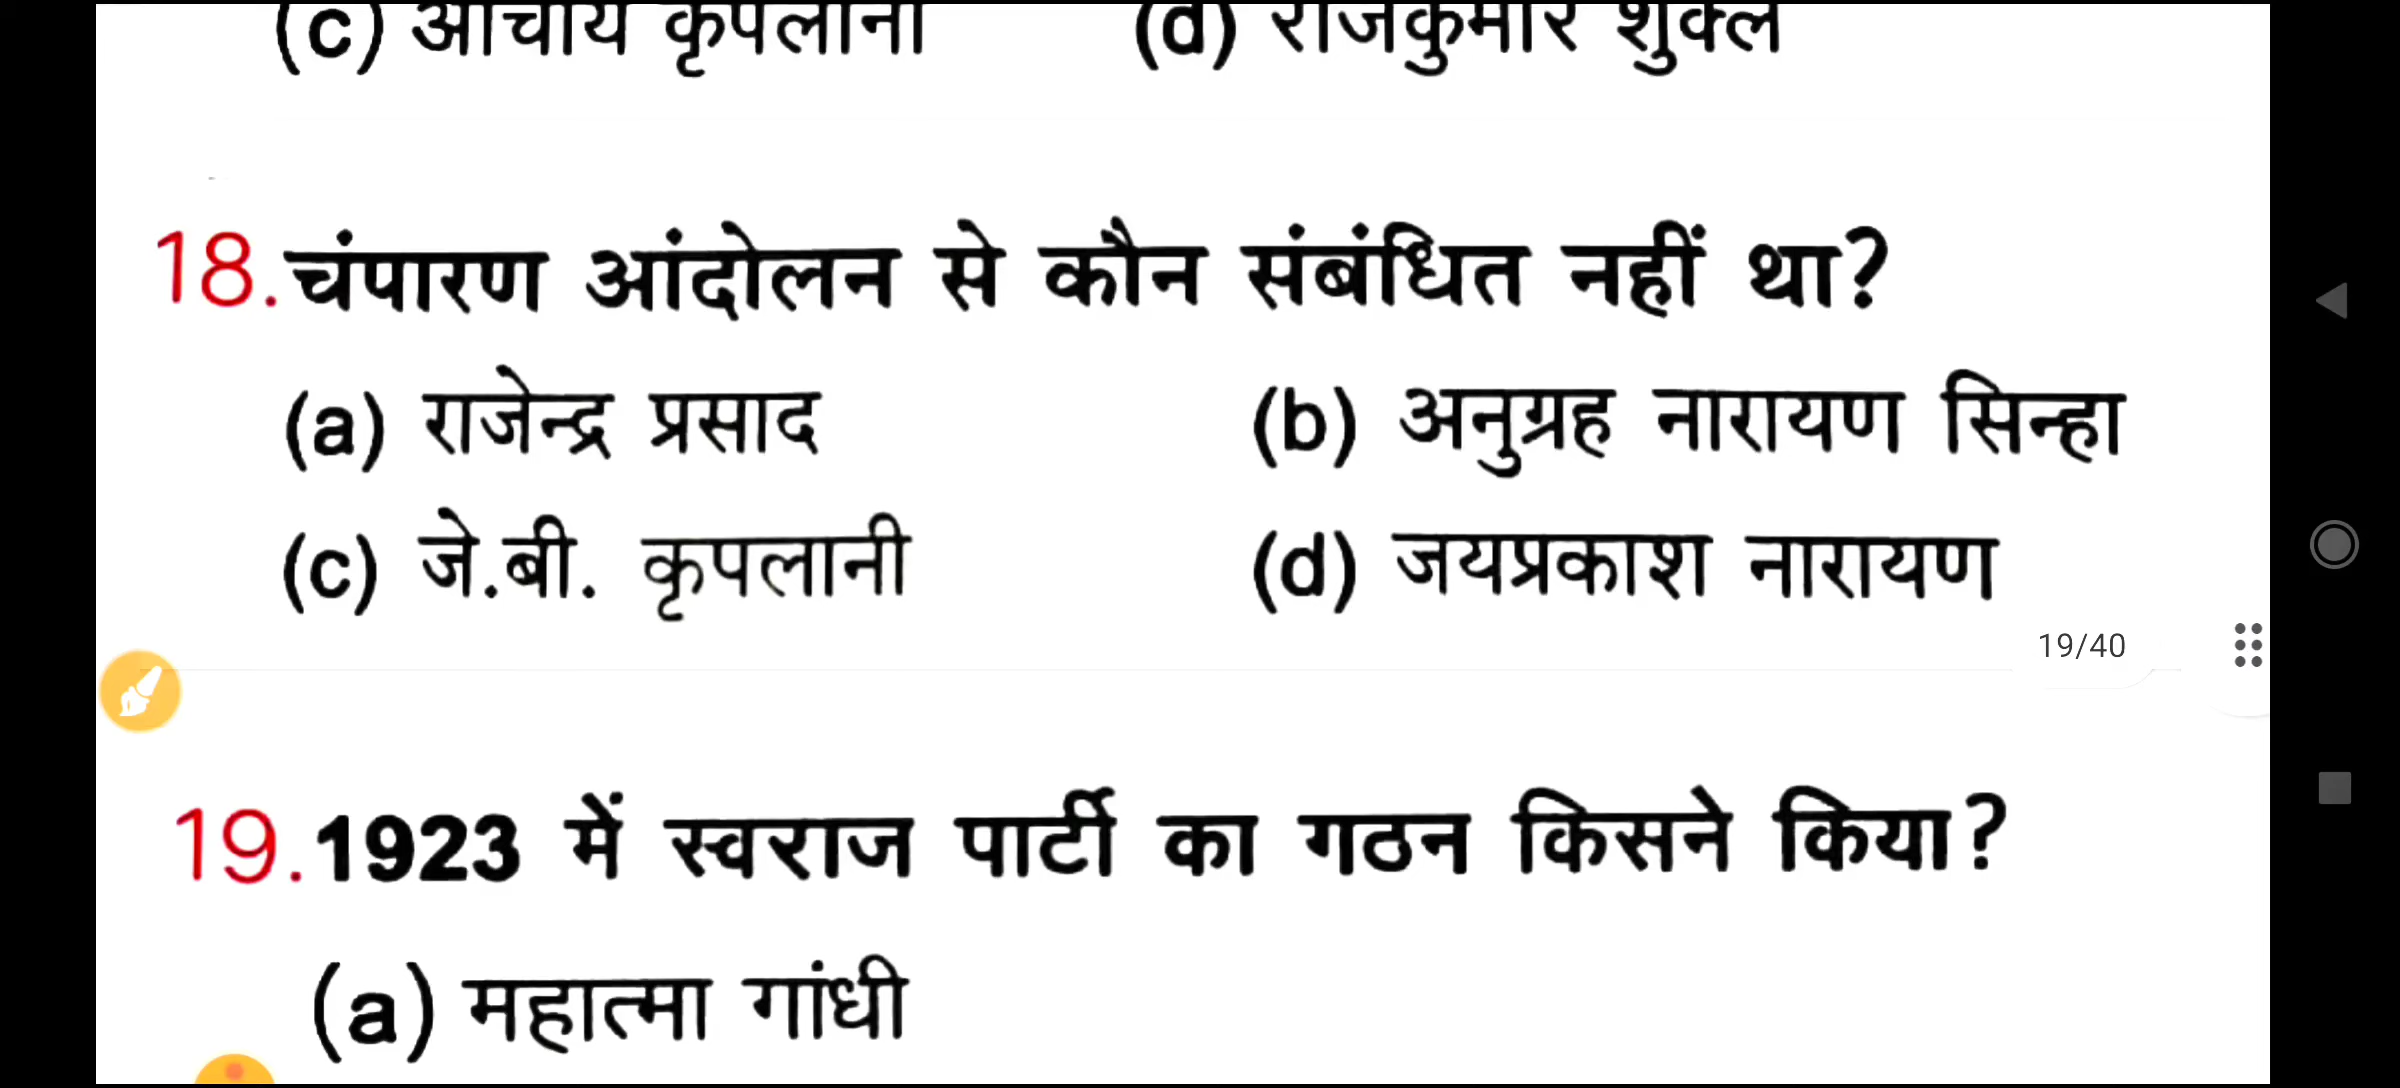 (c) आचार्य कृपलानी (d) राजकुमार शुक्ल
18. चंपारण आंदोलन से कौन संबंधित नहीं था?
(a) राजेन्द्र प्रसाद (b) अनुग्रह नारायण सिन्हा
(c) जे.बी. कृपलानी (d) जयप्रकाश नारायण
19/40
19. 1923 में स्वराज पार्टी का गठन किसने किया?
(a) महात्मा गांधी